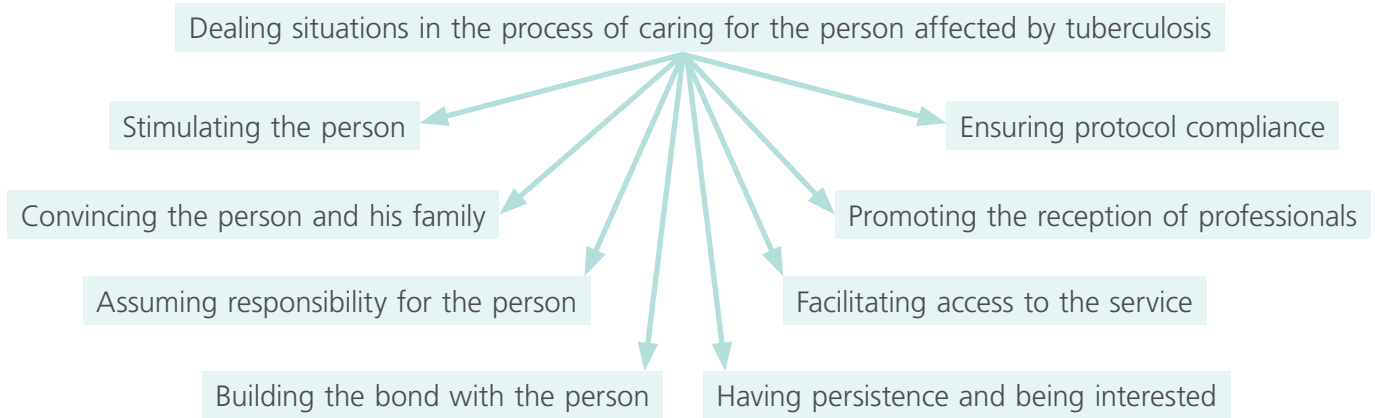 Dealing situations in the process of caring for the person affected by tuberculosis
Stimulating the person
Ensuring protocol compliance
Convincing the person and his family
Promoting the reception of professionals
Assuming responsibility for the person
Facilitating access to the service
Building the bond with the person
Having persistence and being interested